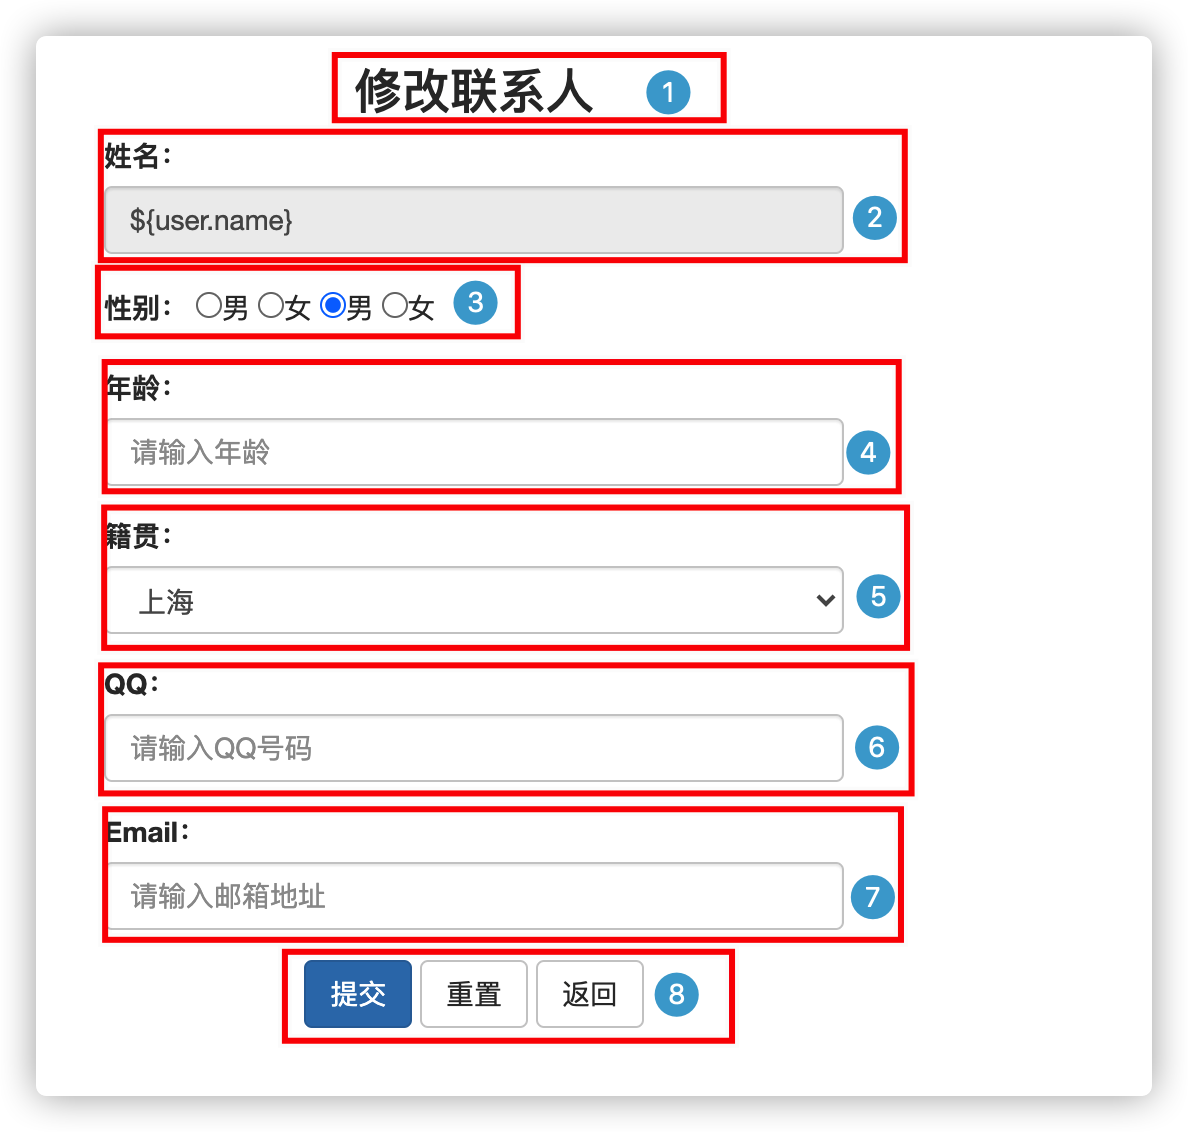 修改联系人 1
姓名：
${user.name} 2
性别： 男 女 男 女 3
年龄：
请输入年龄 4
籍贯：
上海 5
QQ：
请输入QQ号码 6
Email：
请输入邮箱地址 7
提交 重置 返回 8